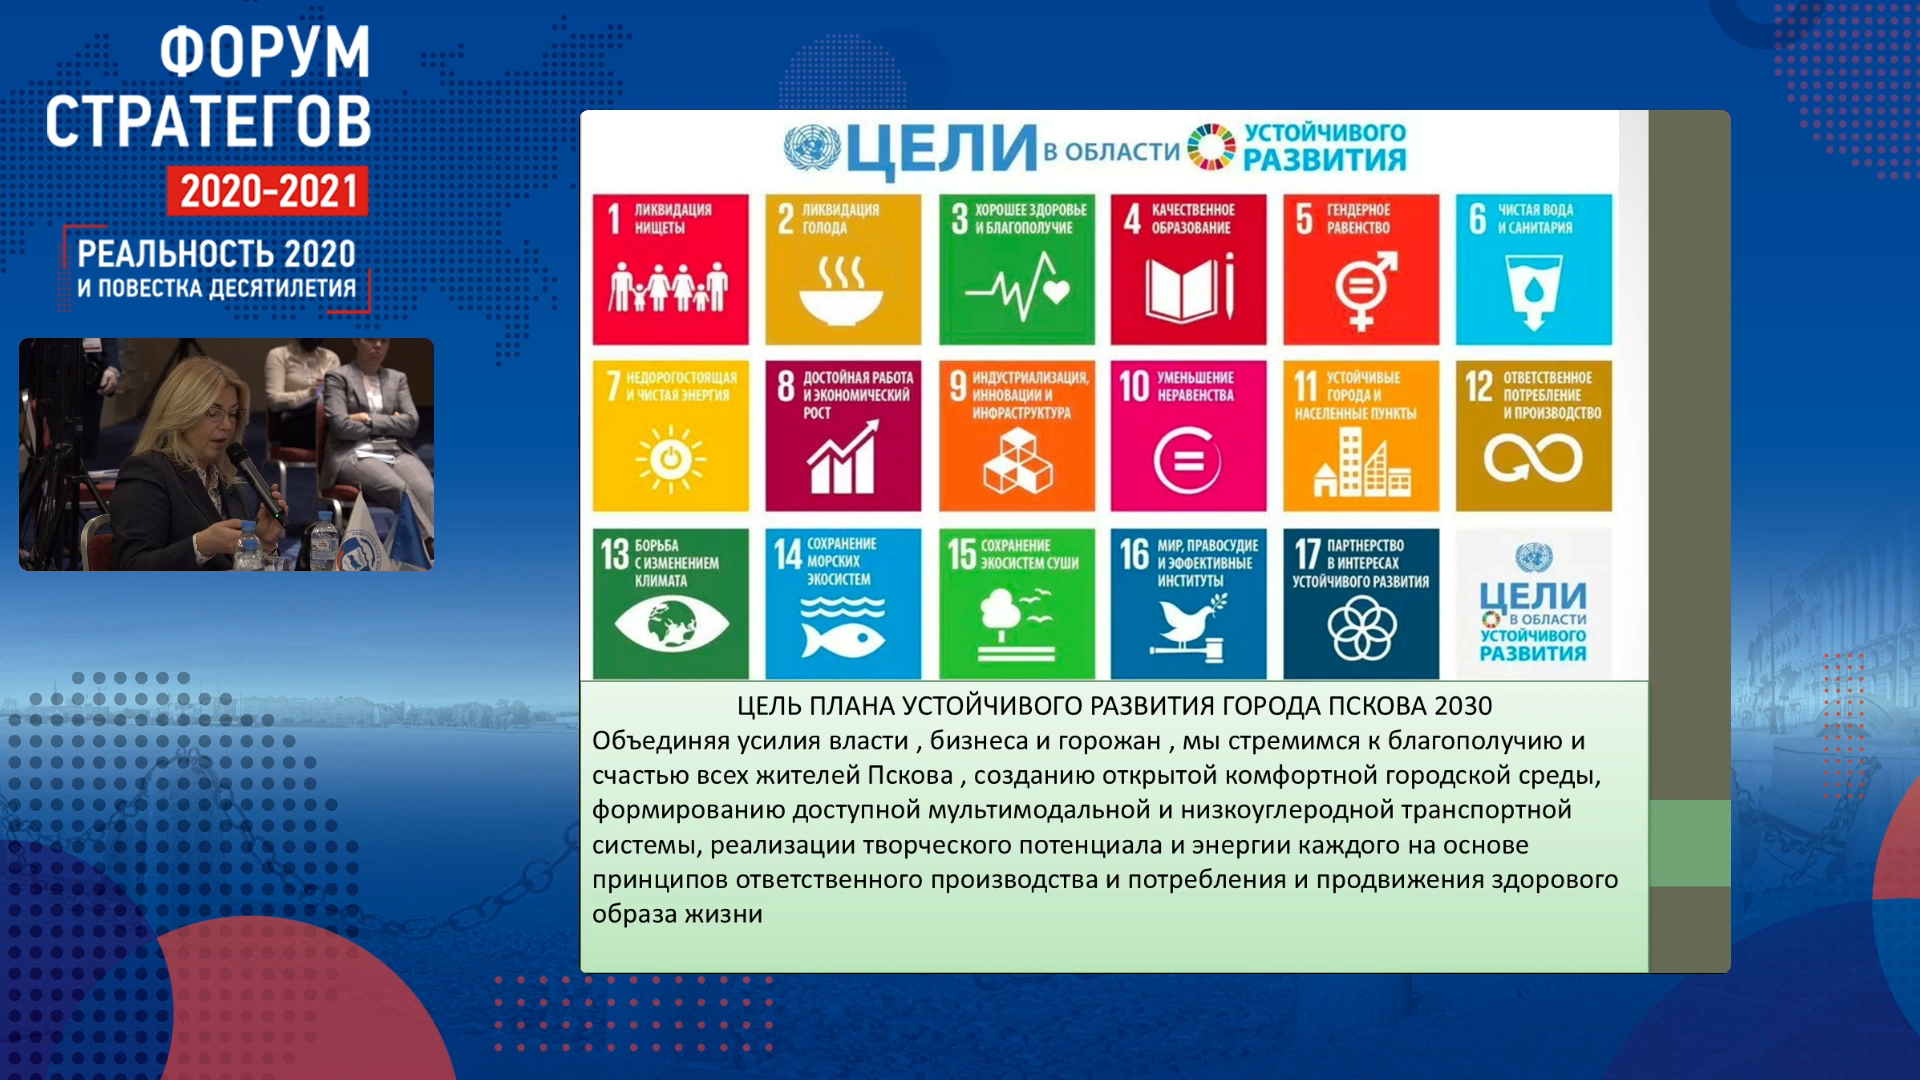 ФОРУМ
СТРАТЕГОВ
2020-2021
РЕАЛЬНОСТЬ 2020
И ПОВЕСТКА ДЕСЯТИЛЕТИЯ
ЦЕЛИ В ОБЛАСТИ УСТОЙЧИВОГО
РАЗВИТИЯ
1 ЛИКВИДАЦИЯ
НИЩЕТЫ
2 ЛИКВИДАЦИЯ
ГОЛОДА
3 ХОРОШЕЕ ЗДОРОВЬЕ
И БЛАГОПОЛУЧИЕ
4 КАЧЕСТВЕННОЕ
ОБРАЗОВАНИЕ
5 ГЕНДЕРНОЕ
РАВЕНСТВО
6 ЧИСТАЯ ВОДА
И САНИТАРИЯ
7 НЕДОРОГОСТОЯЩАЯ
И ЧИСТАЯ ЭНЕРГИЯ
8 ДОСТОЙНАЯ РАБОТА
И ЭКОНОМИЧЕСКИЙ
РОСТ
9 ИНДУСТРИАЛИЗАЦИЯ,
ИННОВАЦИИ И
ИНФРАСТРУКТУРА
10 УМЕНЬШЕНИЕ
НЕРАВЕНСТВА
11 УСТОЙЧИВЫЕ
ГОРОДА И
НАСЕЛЕННЫЕ ПУНКТЫ
12 ОТВЕТСТВЕННОЕ
ПОТРЕБЛЕНИЕ
И ПРОИЗВОДСТВО
13 БОРЬБА
С ИЗМЕНЕНИЕМ
КЛИМАТА
14 СОХРАНЕНИЕ
МОРСКИХ
ЭКОСИСТЕМ
15 СОХРАНЕНИЕ
ЭКОСИСТЕМ СУШИ
16 МИР, ПРАВОСУДИЕ
И ЭФФЕКТИВНЫЕ
ИНСТИТУТЫ
17 ПАРТНЕРСТВО
В ИНТЕРЕСАХ
УСТОЙЧИВОГО РАЗВИТИЯ
ЦЕЛИ
В ОБЛАСТИ
УСТОЙЧИВОГО
РАЗВИТИЯ
ЦЕЛЬ ПЛАНА УСТОЙЧИВОГО РАЗВИТИЯ ГОРОДА ПСКОВА 2030
Объединяя усилия власти , бизнеса и горожан , мы стремимся к благополучию и
счастью всех жителей Пскова , созданию открытой комфортной городской среды,
формированию доступной мультимодальной и низкоуглеродной транспортной
системы, реализации творческого потенциала и энергии каждого на основе
принципов ответственного производства и потребления и продвижения здорового
образа жизни